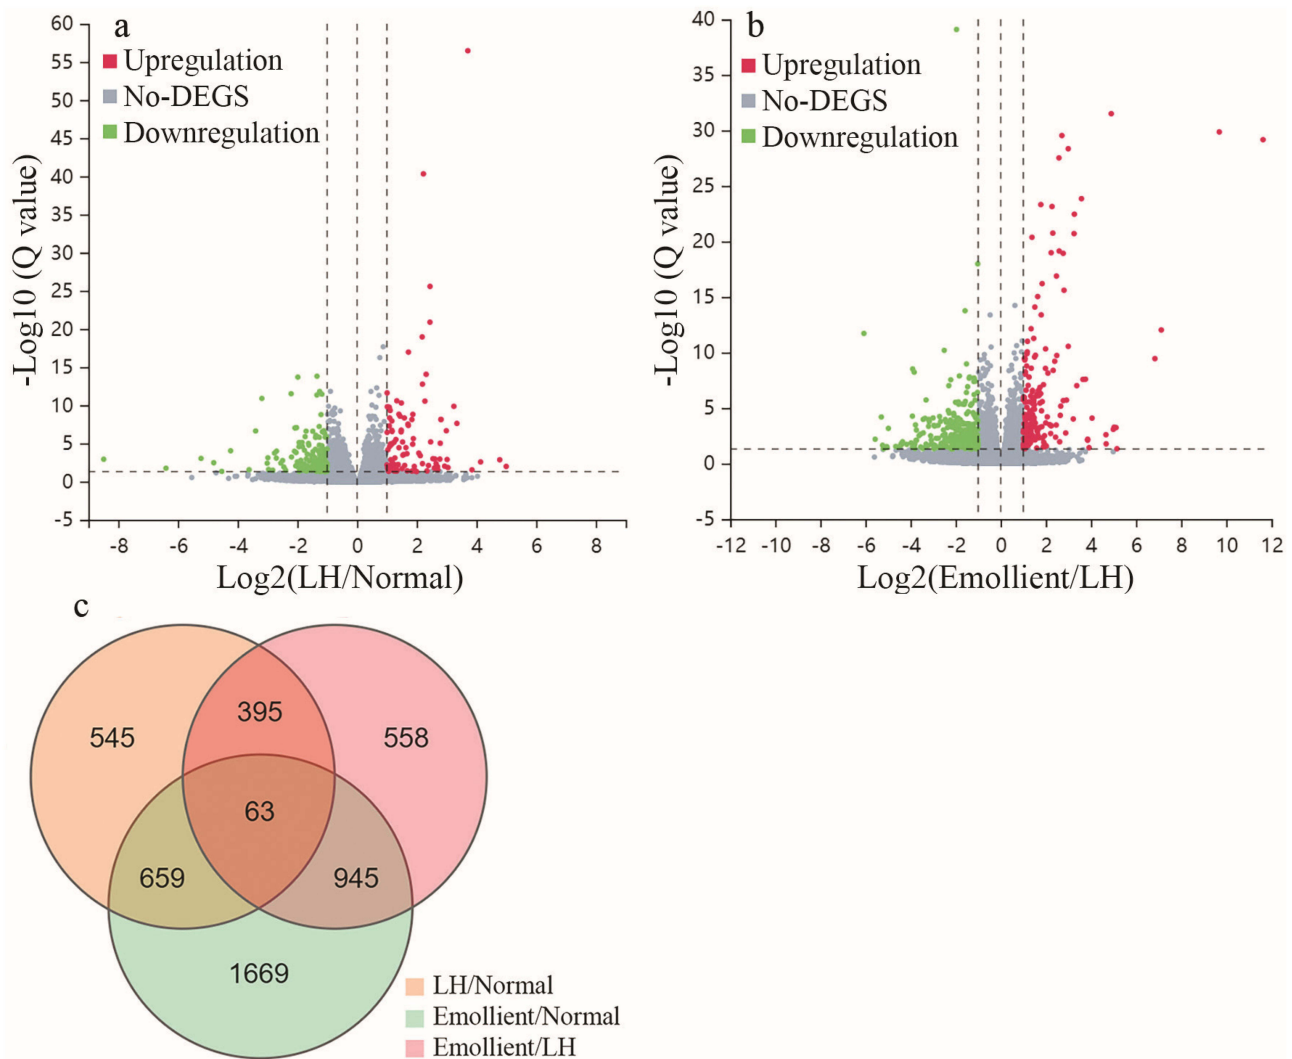 a
60
55
50
45
40
35
30
25
20
15
10
5
0
-5
-Log10 (Q value)
Upregulation
No-DEGS
Downregulation
-8 -6 -4 -2 0 2 4 6 8
Log2(LH/Normal)
b
40
35
30
25
20
15
10
5
0
-5
-Log10 (Q value)
Upregulation
No-DEGS
Downregulation
-12 -10 -8 -6 -4 -2 0 2 4 6 8 10 12
Log2(Emollient/LH)
c
395
545
558
63
659
945
1669
LH/Normal
Emollient/Normal
Emollient/LH